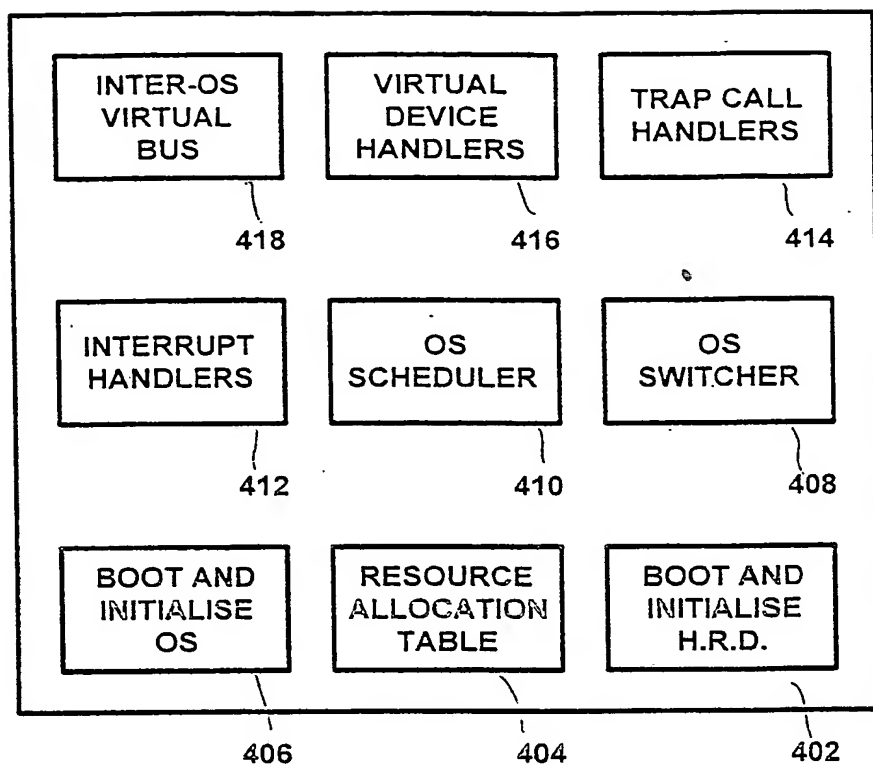 INTER-OS
VIRTUAL
BUS
418
VIRTUAL
DEVICE
HANDLERS
416
TRAP CALL
HANDLERS
414
INTERRUPT
HANDLERS
412
OS
SCHEDULER
410
OS
SWITCHER
408
BOOT AND
INITIALISE
OS
406
RESOURCE
ALLOCATION
TABLE
404
BOOT AND
INITIALISE
H.R.D.
402